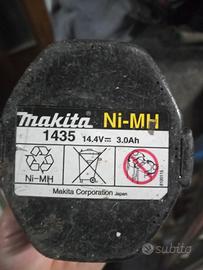 makita Ni-MH
1435 14.4V⎓ 3.0Ah
Ni-MH
Makita Corporation Japan
subito